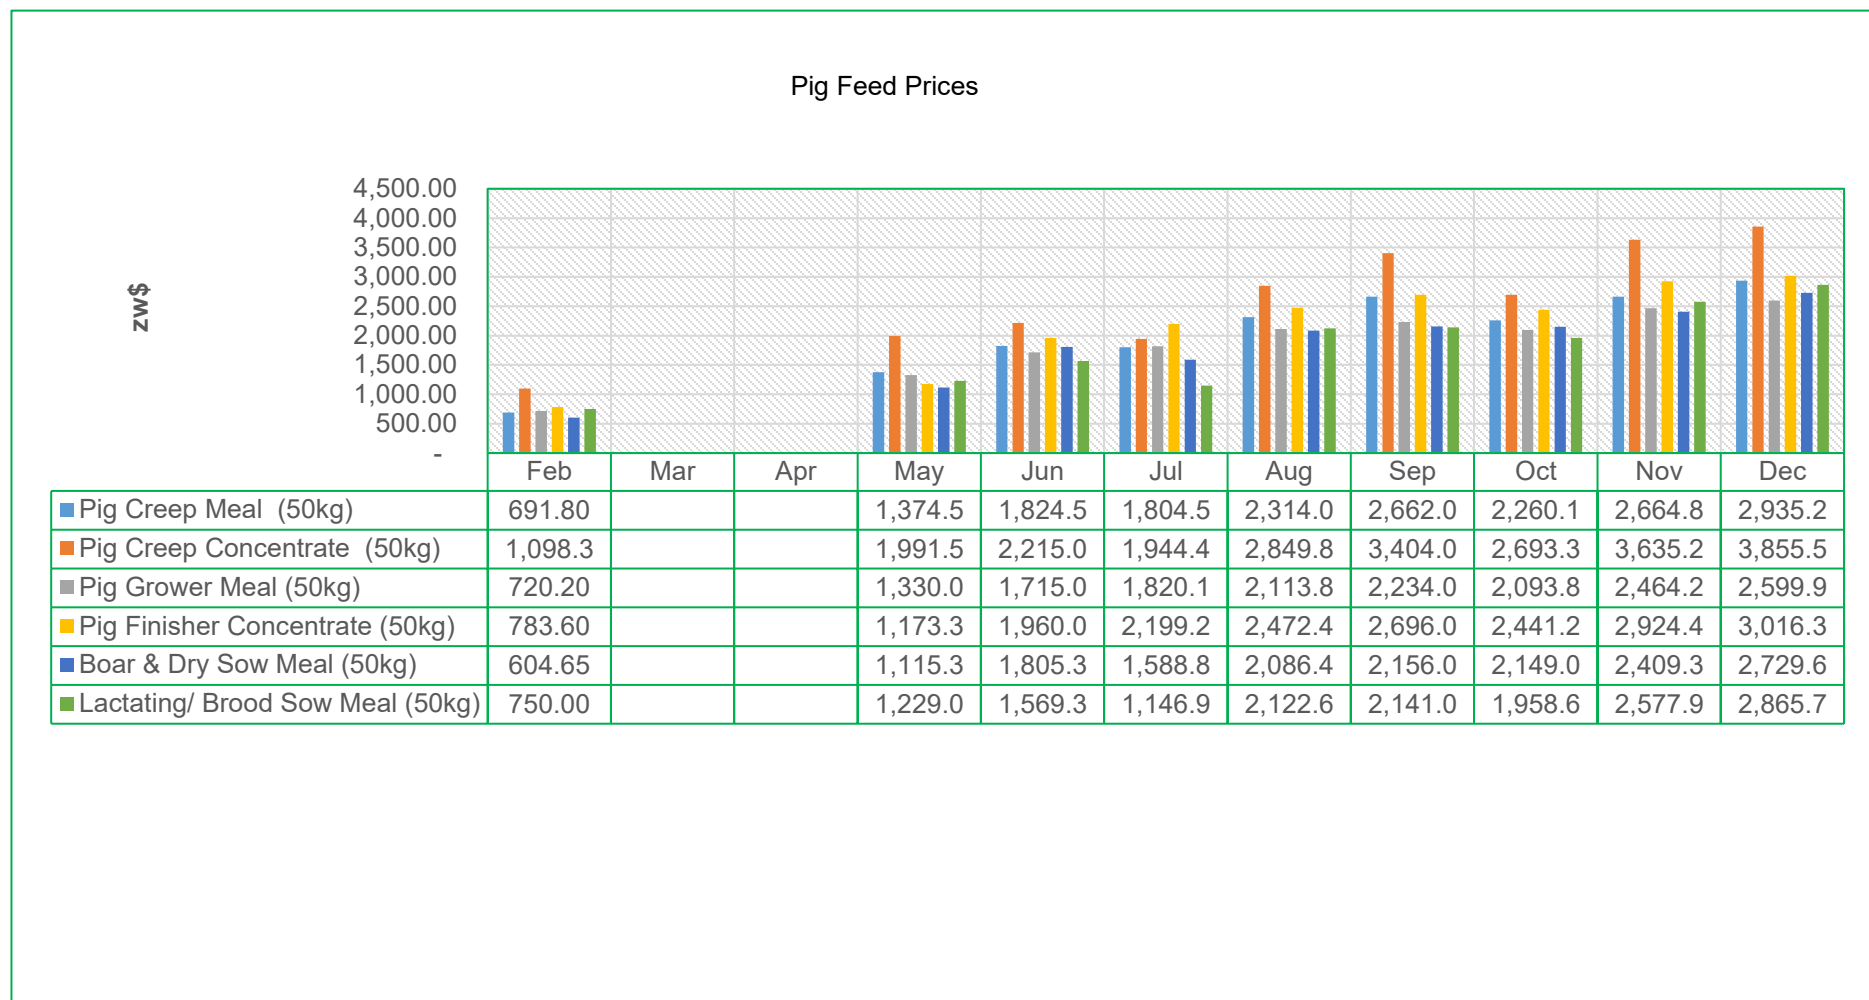 Pig Feed Prices
zw$
4,500.00
4,000.00
3,500.00
3,000.00
2,500.00
2,000.00
1,500.00
1,000.00
500.00
-
Feb Mar Apr May Jun Jul Aug Sep Oct Nov Dec
Pig Creep Meal (50kg) 691.80 1,374.5 1,824.5 1,804.5 2,314.0 2,662.0 2,260.1 2,664.8 2,935.2
Pig Creep Concentrate (50kg) 1,098.3 1,991.5 2,215.0 1,944.4 2,849.8 3,404.0 2,693.3 3,635.2 3,855.5
Pig Grower Meal (50kg) 720.20 1,330.0 1,715.0 1,820.1 2,113.8 2,234.0 2,093.8 2,464.2 2,599.9
Pig Finisher Concentrate (50kg) 783.60 1,173.3 1,960.0 2,199.2 2,472.4 2,696.0 2,441.2 2,924.4 3,016.3
Boar & Dry Sow Meal (50kg) 604.65 1,115.3 1,805.3 1,588.8 2,086.4 2,156.0 2,149.0 2,409.3 2,729.6
Lactating/ Brood Sow Meal (50kg) 750.00 1,229.0 1,569.3 1,146.9 2,122.6 2,141.0 1,958.6 2,577.9 2,865.7